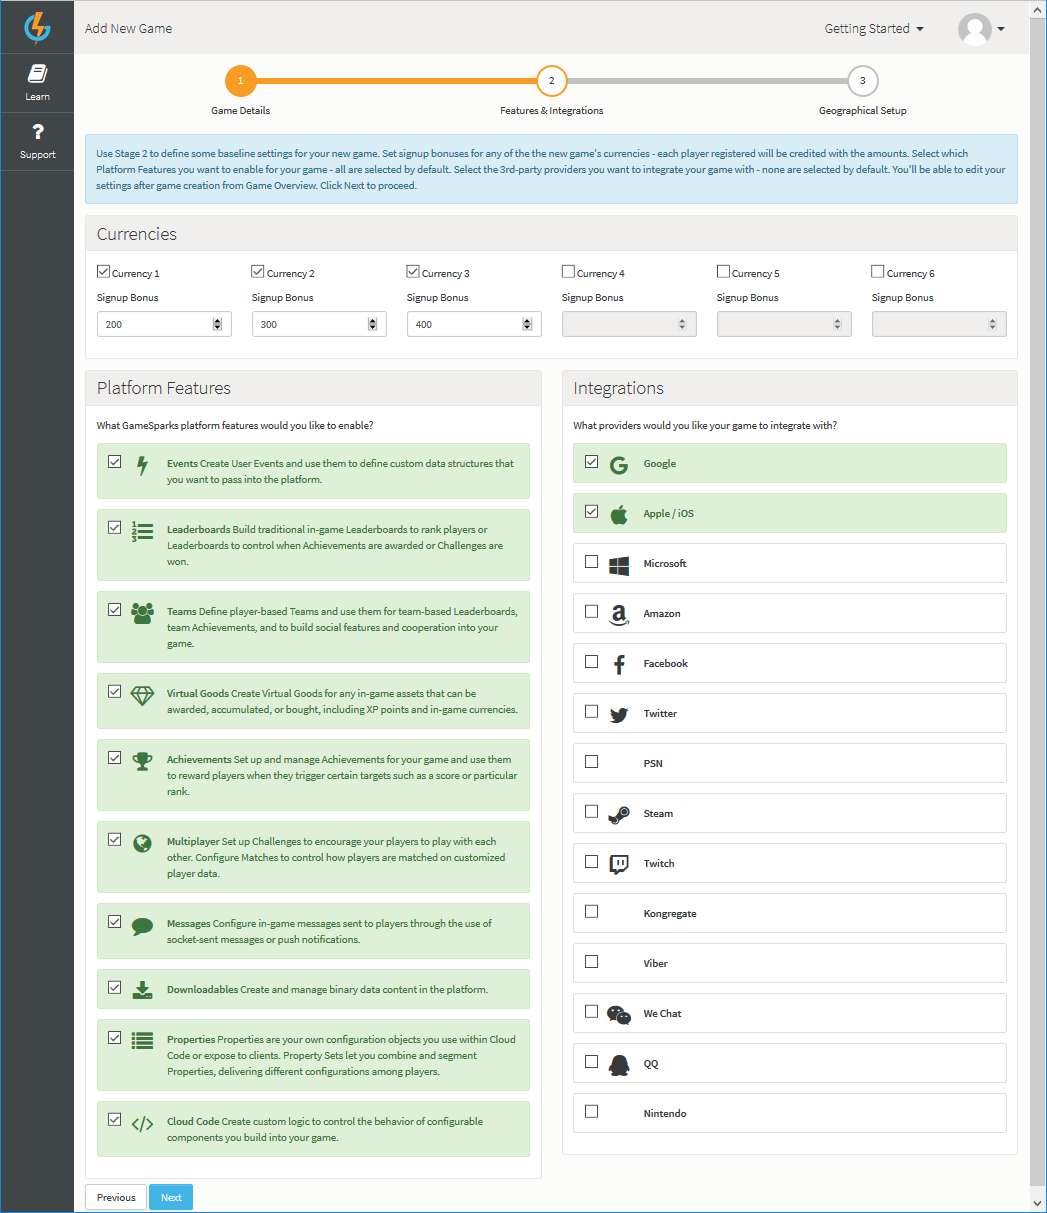 Add New Game
Getting Started
Learn
Support
1
2
3
Game Details
Features & Integrations
Geographical Setup
Use Stage 2 to define some baseline settings for your new game. Set signup bonuses for any of the the new game's currencies - each player registered will be credited with the amounts. Select which
Platform Features you want to enable for your game - all are selected by default. Select the 3rd-party providers you want to integrate your game with - none are selected by default. You'll be able to edit your
settings after game creation from Game Overview. Click Next to proceed.
Currencies
Currency 1
Currency 2
Currency 3
Currency 4
Currency 5
Currency 6
Signup Bonus
Signup Bonus
Signup Bonus
Signup Bonus
Signup Bonus
Signup Bonus
200
300
400
Platform Features
What GameSparks platform features would you like to enable?
Events Create User Events and use them to define custom data structures that
you want to pass into the platform.
1
2
3
Leaderboards Build traditional in-game Leaderboards to rank players or
Leaderboards to control when Achievements are awarded or Challenges are
won.
Teams Define player-based Teams and use them for team-based Leaderboards,
team Achievements, and to build social features and cooperation into your
game.
Virtual Goods Create Virtual Goods for any in-game assets that can be
awarded, accumulated, or bought, including XP points and in-game currencies.
Achievements Set up and manage Achievements for your game and use them
to reward players when they trigger certain targets such as a score or particular
rank.
Multiplayer Set up Challenges to encourage your players to play with each
other. Configure Matches to control how players are matched on customized
player data.
Messages Configure in-game messages sent to players through the use of
socket-sent messages or push notifications.
Downloadables Create and manage binary data content in the platform.
Properties Properties are your own configuration objects you use within Cloud
Code or expose to clients. Property Sets let you combine and segment
Properties, delivering different configurations among players.
Cloud Code Create custom logic to control the behavior of configurable
components you build into your game.
Integrations
What providers would you like your game to integrate with?
Google
Apple / iOS
Microsoft
Amazon
Facebook
Twitter
PSN
Steam
Twitch
Kongregate
Viber
We Chat
QQ
Nintendo
Previous
Next